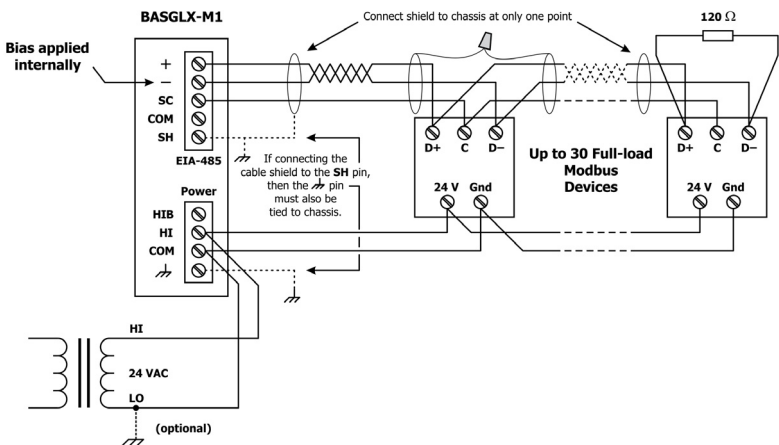 BASGLX-M1
Connect shield to chassis at only one point
120 Ω
Bias applied
internally
+
−
SC
COM
SH
EIA-485
If connecting the
cable shield to the SH pin,
then the pin
must also be
tied to chassis.
D+ C D−
Up to 30 Full-load
Modbus
Devices
D+ C D−
24 V Gnd
24 V Gnd
Power
HIB
HI
COM
HI
24 VAC
LO
(optional)